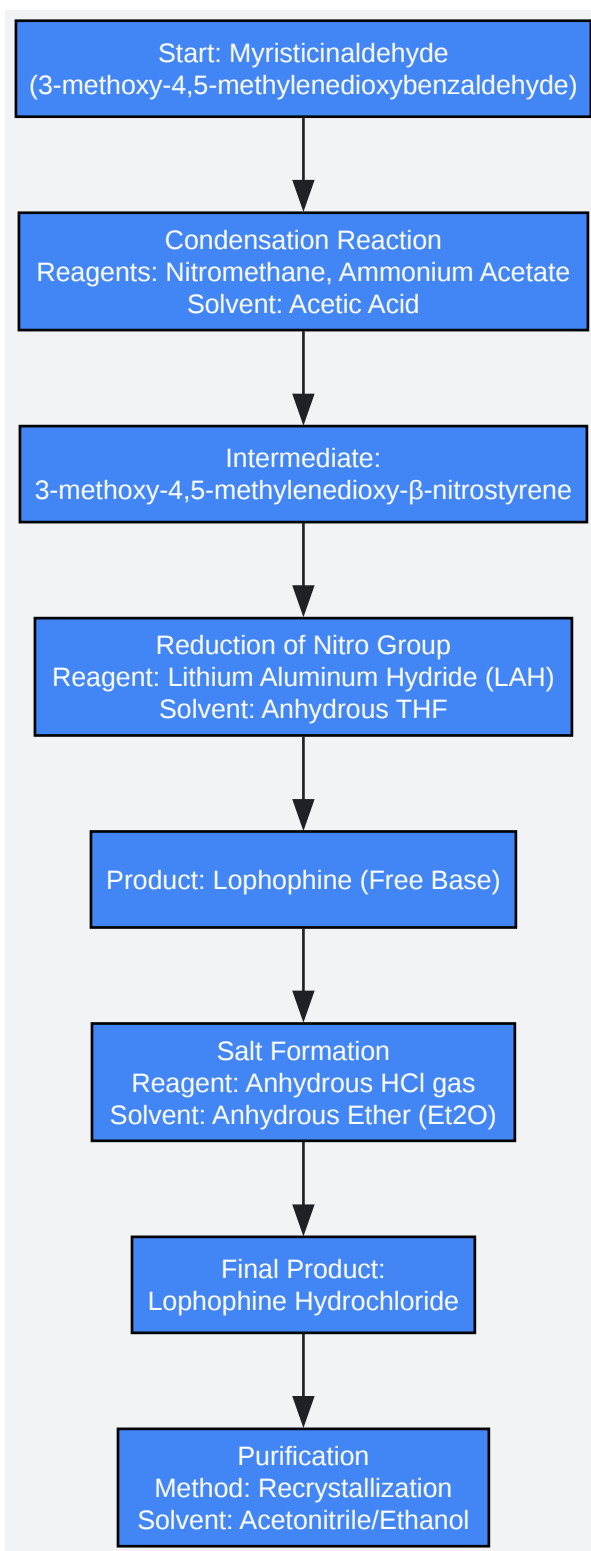 Start: Myristicinaldehyde
(3-methoxy-4,5-methylenedioxybenzaldehyde)
Condensation Reaction
Reagents: Nitromethane, Ammonium Acetate
Solvent: Acetic Acid
Intermediate:
3-methoxy-4,5-methylenedioxy-β-nitrostyrene
Reduction of Nitro Group
Reagent: Lithium Aluminum Hydride (LAH)
Solvent: Anhydrous THF
Product: Lophophine (Free Base)
Salt Formation
Reagent: Anhydrous HCl gas
Solvent: Anhydrous Ether (Et2O)
Final Product:
Lophophine Hydrochloride
Purification
Method: Recrystallization
Solvent: Acetonitrile/Ethanol